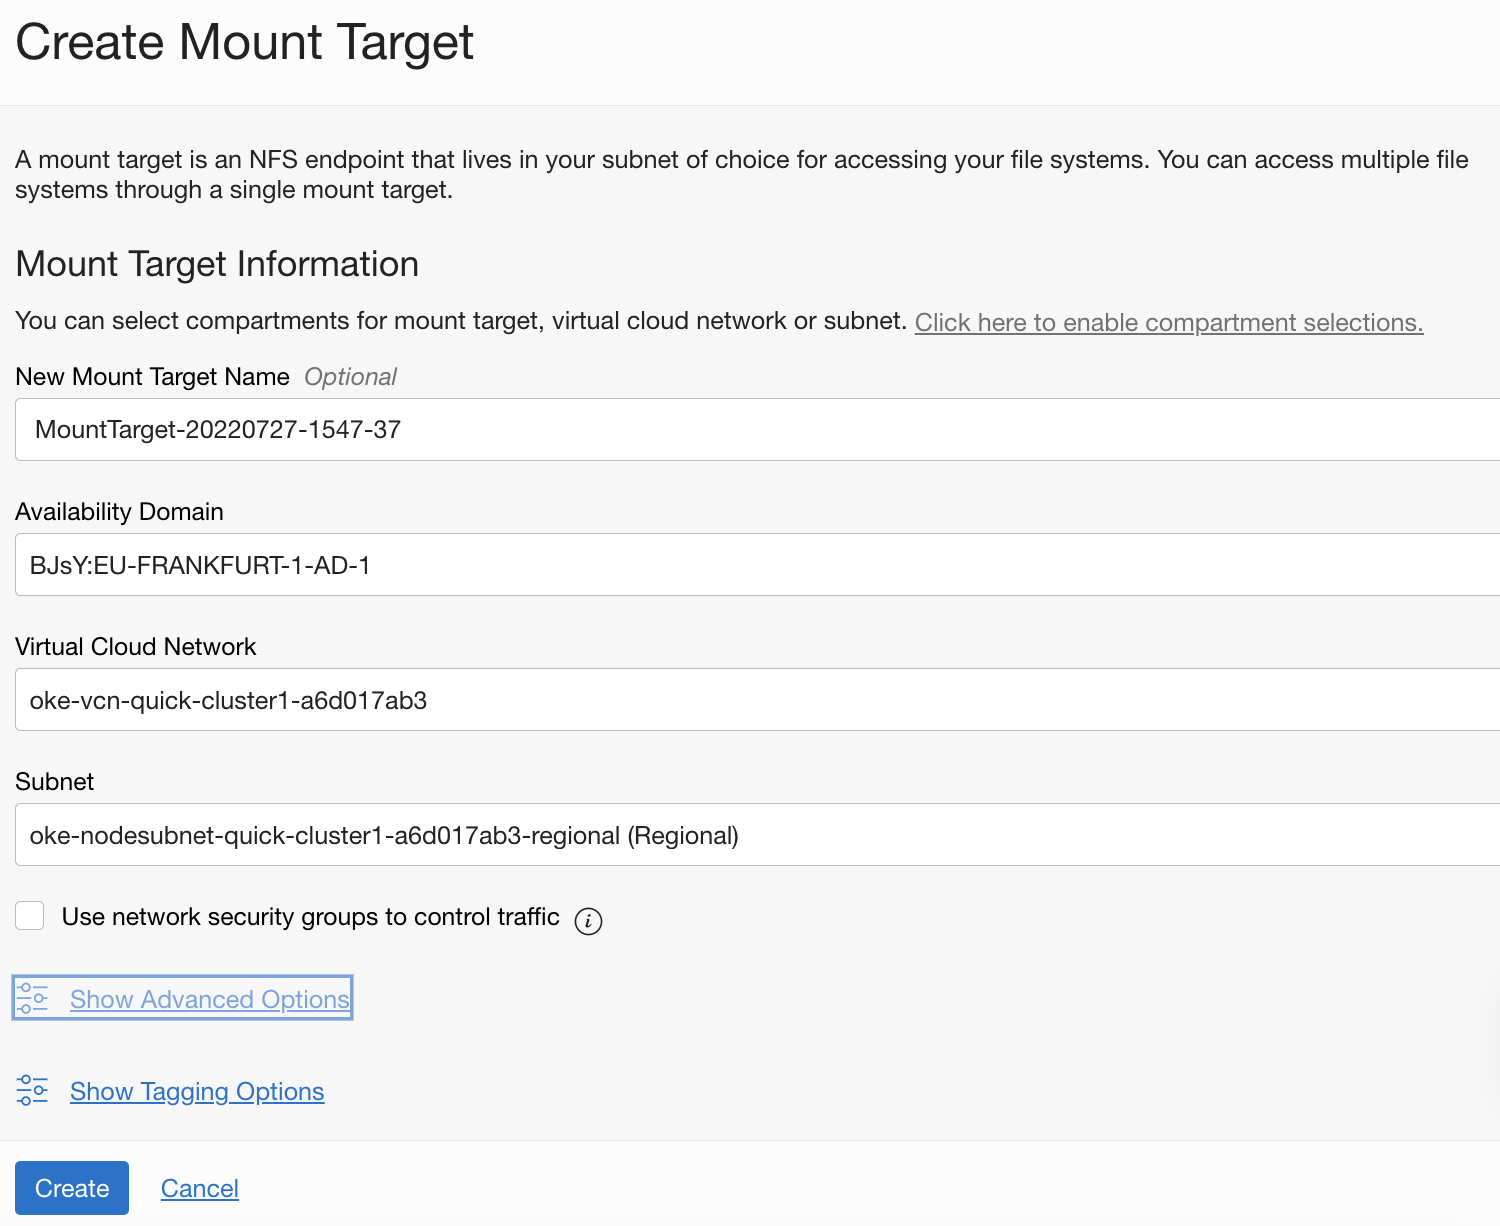 Create Mount Target
A mount target is an NFS endpoint that lives in your subnet of choice for accessing your file systems. You can access multiple file
systems through a single mount target.
Mount Target Information
You can select compartments for mount target, virtual cloud network or subnet. Click here to enable compartment selections.
New Mount Target Name Optional
MountTarget-20220727-1547-37
Availability Domain
BJsY:EU-FRANKFURT-1-AD-1
Virtual Cloud Network
oke-vcn-quick-cluster1-a6d017ab3
Subnet
oke-nodesubnet-quick-cluster1-a6d017ab3-regional (Regional)
Use network security groups to control traffic i
Show Advanced Options
Show Tagging Options
Create Cancel